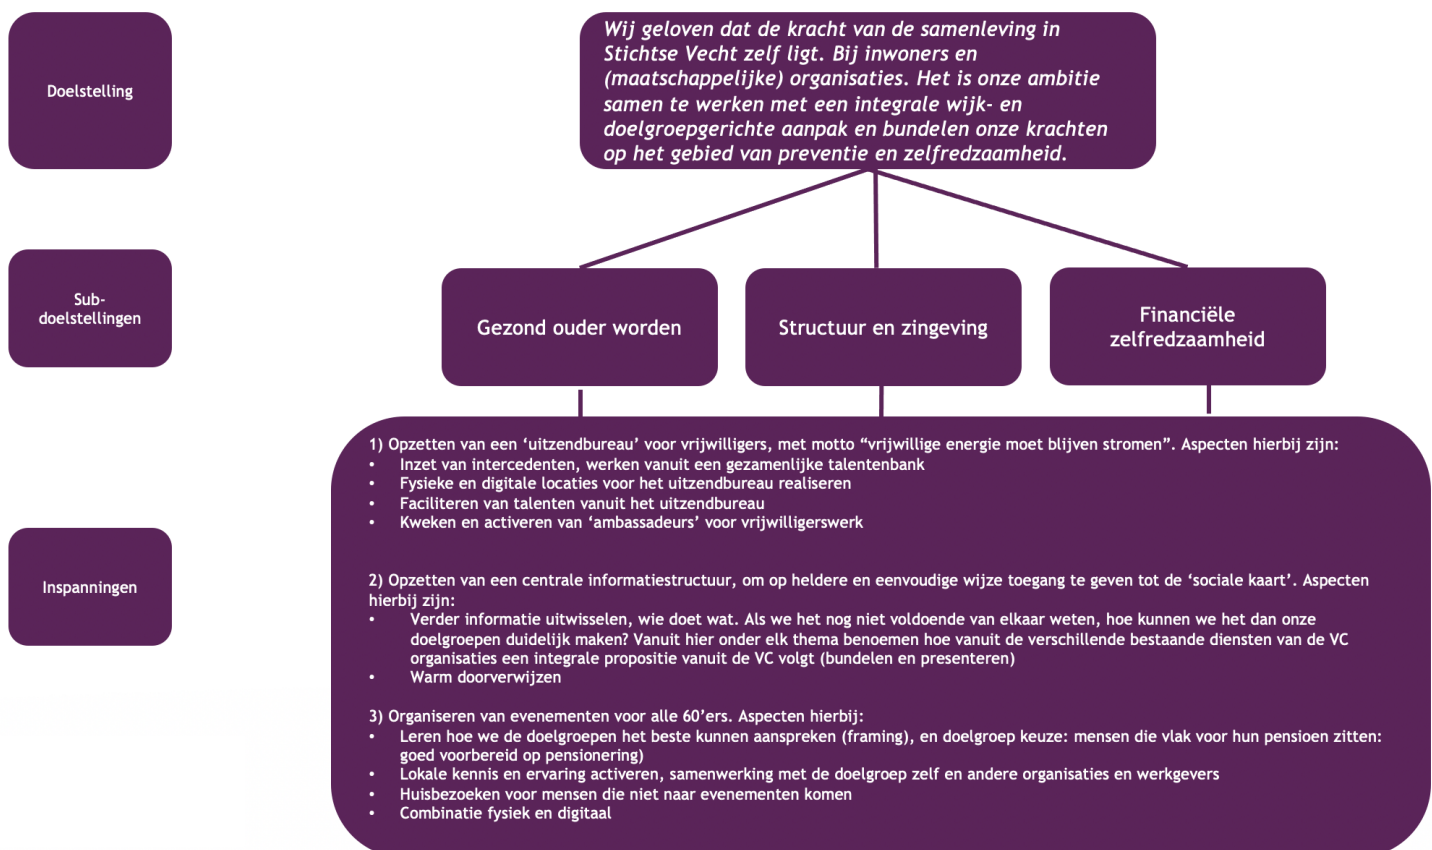 Doelstelling
Wij geloven dat de kracht van de samenleving in
Stichtse Vecht zelf ligt. Bij inwoners en
(maatschappelijke) organisaties. Het is onze ambitie
samen te werken met een integrale wijk- en
doelgroepgerichte aanpak en bundelen onze krachten
op het gebied van preventie en zelfredzaamheid.
Sub-
doelstellingen
Gezond ouder worden
Structuur en zingeving
Financiële
zelfredzaamheid
Inspanningen
1) Opzetten van een ‘uitzendbureau’ voor vrijwilligers, met motto “vrijwillige energie moet blijven stromen”. Aspecten hierbij zijn:
• Inzet van intercedenten, werken vanuit een gezamenlijke talentenbank
• Fysieke en digitale locaties voor het uitzendbureau realiseren
• Faciliteren van talenten vanuit het uitzendbureau
• Kweken en activeren van ‘ambassadeurs’ voor vrijwilligerswerk
2) Opzetten van een centrale informatiestructuur, om op heldere en eenvoudige wijze toegang te geven tot de ‘sociale kaart’. Aspecten
hierbij zijn:
• Verder informatie uitwisselen, wie doet wat. Als we het nog niet voldoende van elkaar weten, hoe kunnen we het dan onze
doelgroepen duidelijk maken? Vanuit hier onder elk thema benoemen hoe vanuit de verschillende bestaande diensten van de VC
organisaties een integrale propositie vanuit de VC volgt (bundelen en presenteren)
• Warm doorverwijzen
3) Organiseren van evenementen voor alle 60’ers. Aspecten hierbij:
• Leren hoe we de doelgroepen het beste kunnen aanspreken (framing), en doelgroep keuze: mensen die vlak voor hun pensioen zitten:
goed voorbereid op pensionering)
• Lokale kennis en ervaring activeren, samenwerking met de doelgroep zelf en andere organisaties en werkgevers
• Huisbezoeken voor mensen die niet naar evenementen komen
• Combinatie fysiek en digitaal